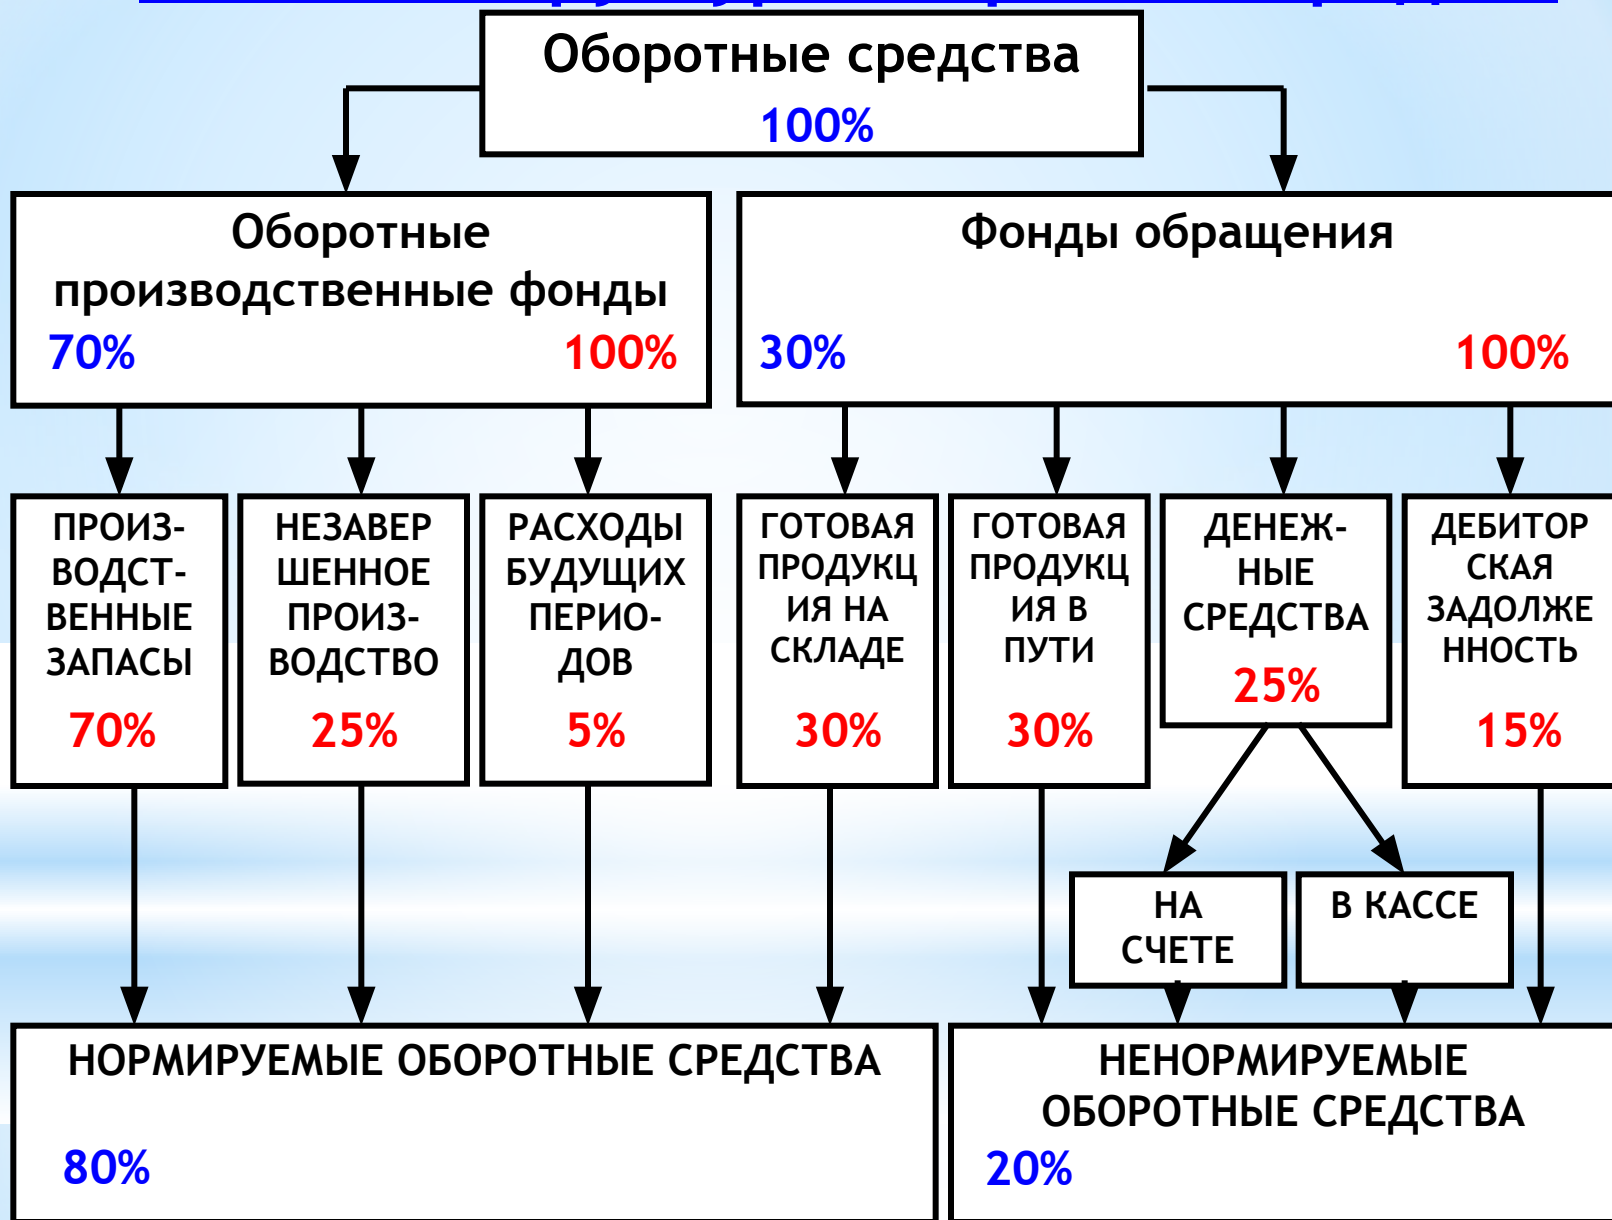 Оборотные средства
100%
Оборотные
производственные фонды
70% 100%
Фонды обращения
30% 100%
ПРОИЗ-
ВОДСТ-
ВЕННЫЕ
ЗАПАСЫ
70%
НЕЗАВЕР
ШЕННОЕ
ПРОИЗ-
ВОДСТВО
25%
РАСХОДЫ
БУДУЩИХ
ПЕРИО-
ДОВ
5%
ГОТОВАЯ
ПРОДУКЦ
ИЯ НА
СКЛАДЕ
30%
ГОТОВАЯ
ПРОДУКЦ
ИЯ В
ПУТИ
30%
ДЕНЕЖ-
НЫЕ
СРЕДСТВА
25%
ДЕБИТОР
СКАЯ
ЗАДОЛЖЕ
ННОСТЬ
15%
НА
СЧЕТЕ
В КАССЕ
НОРМИРУЕМЫЕ ОБОРОТНЫЕ СРЕДСТВА
80%
НЕНОРМИРУЕМЫЕ
ОБОРОТНЫЕ СРЕДСТВА
20%